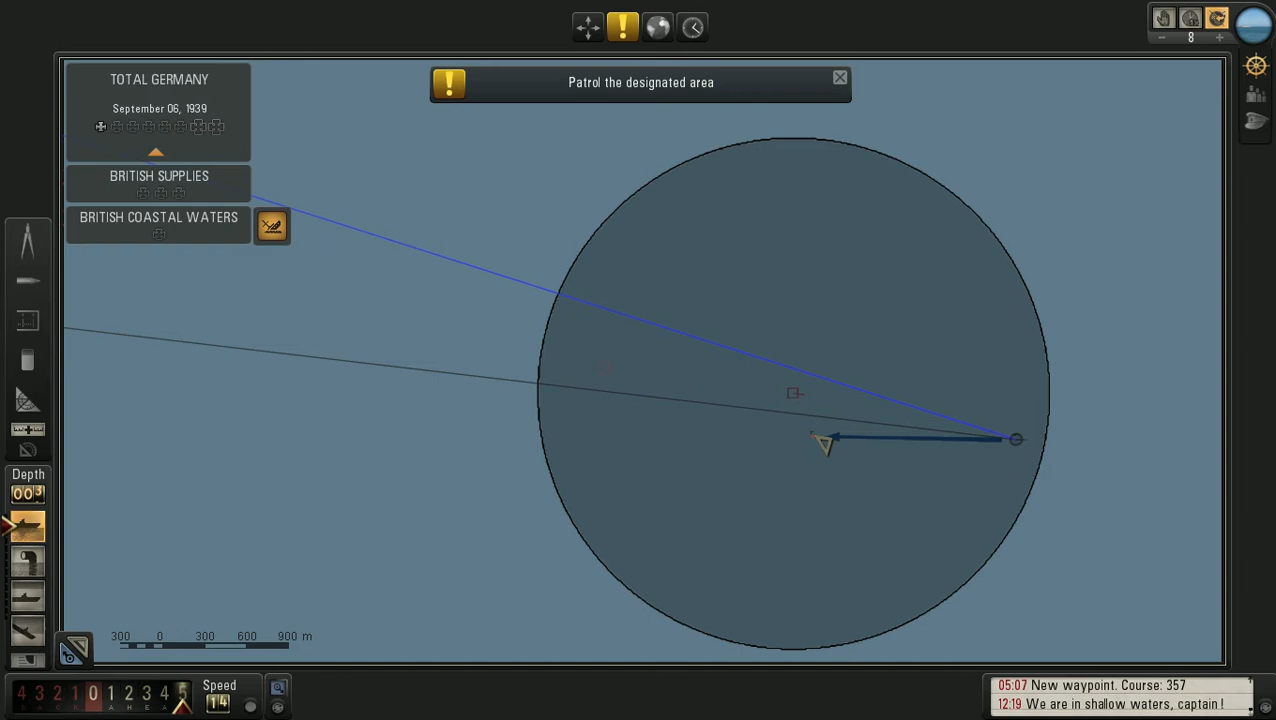 8
Patrol the designated area
TOTAL GERMANY
September 06, 1939
BRITISH SUPPLIES
BRITISH COASTAL WATERS
Depth
003
300 0 300 600 900 m
4 3 2 1 0 1 2 3 4 5
BACK AHEAD
Speed
14
05:07 New waypoint. Course: 357
12:19 We are in shallow waters, captain !